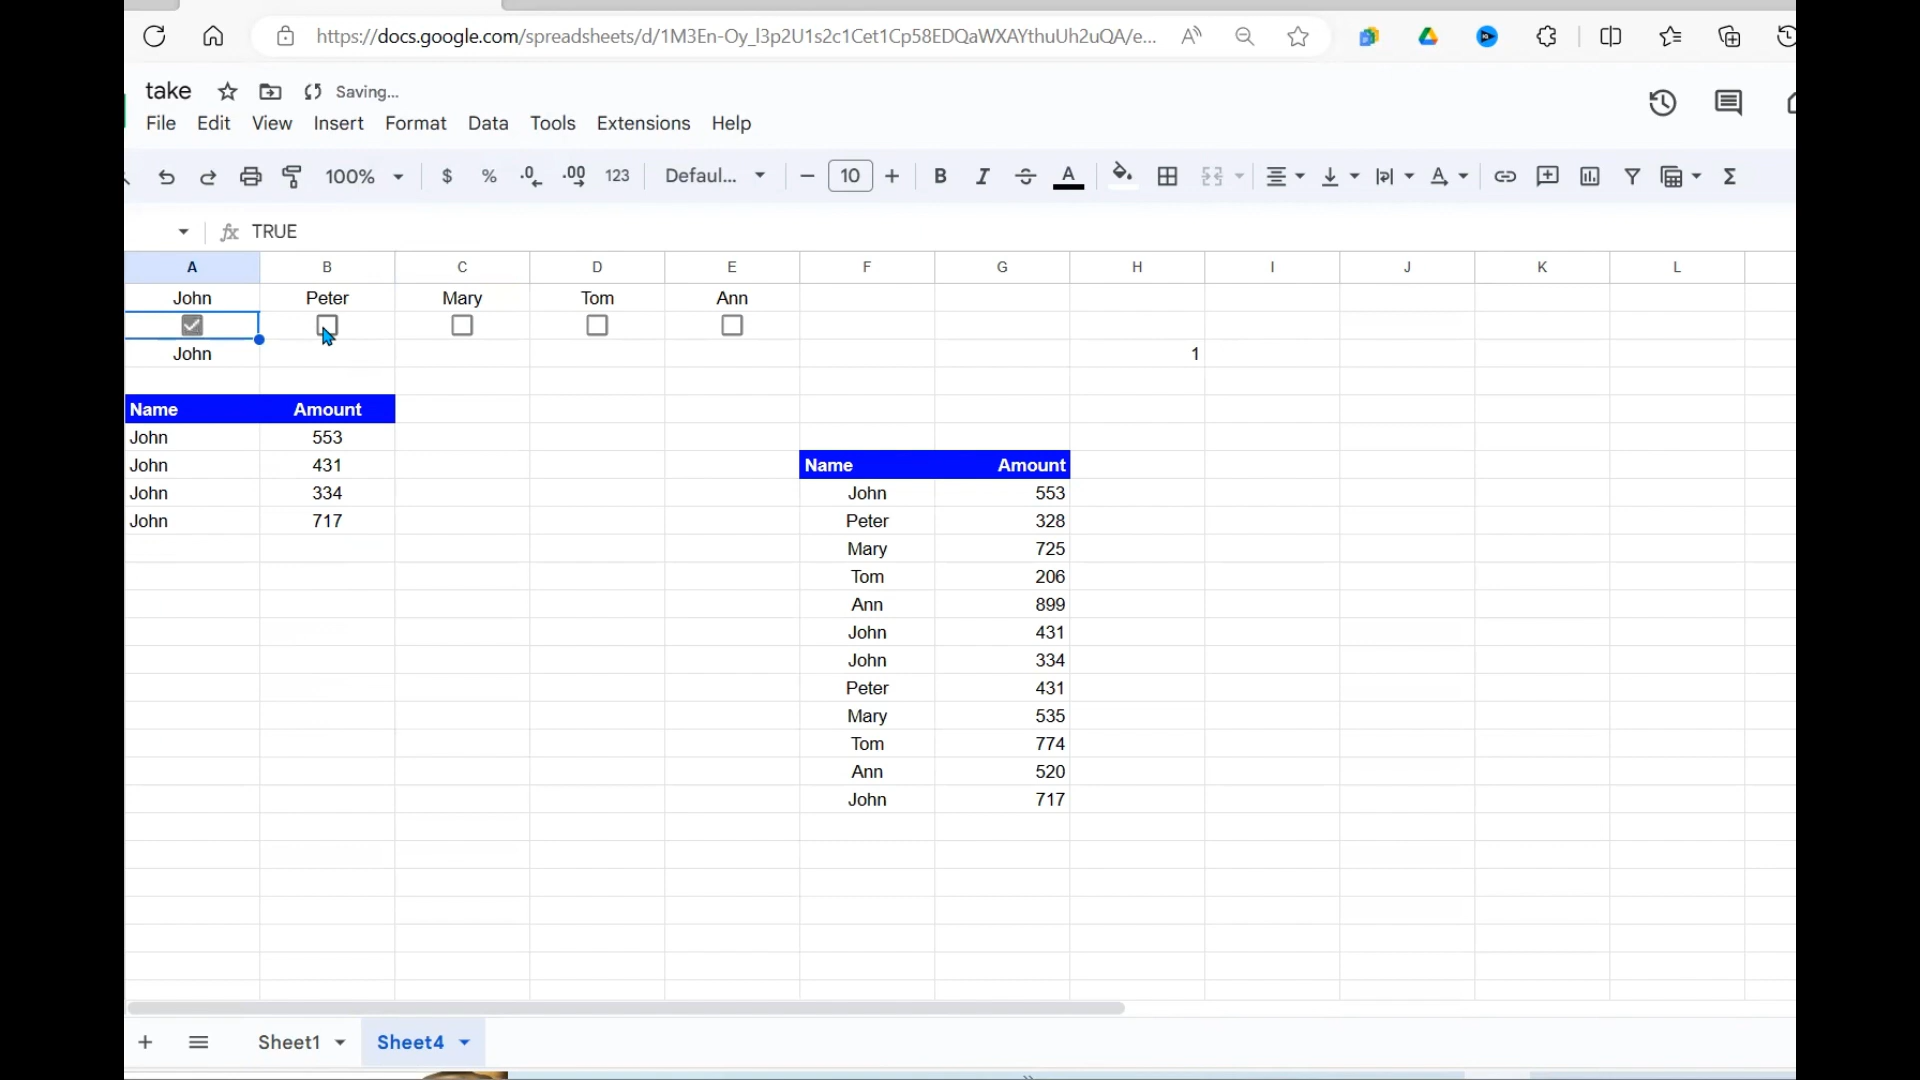 https://docs.google.com/spreadsheets/d/1M3En-Oy_l3p2U1s2c1Cet1Cp58EDQaWXAYthuUh2uQA/e...
take Saving...
File Edit View Insert Format Data Tools Extensions Help
100% $ % .0 .00 123 Defaul... 10 B I S A Σ
fx TRUE
A B C D E F G H I J K L
John Peter Mary Tom Ann
John 1
Name Amount
John 553
John 431
John 334
John 717
Name Amount
John 553
Peter 328
Mary 725
Tom 206
Ann 899
John 431
John 334
Peter 431
Mary 535
Tom 774
Ann 520
John 717
Sheet1 Sheet4